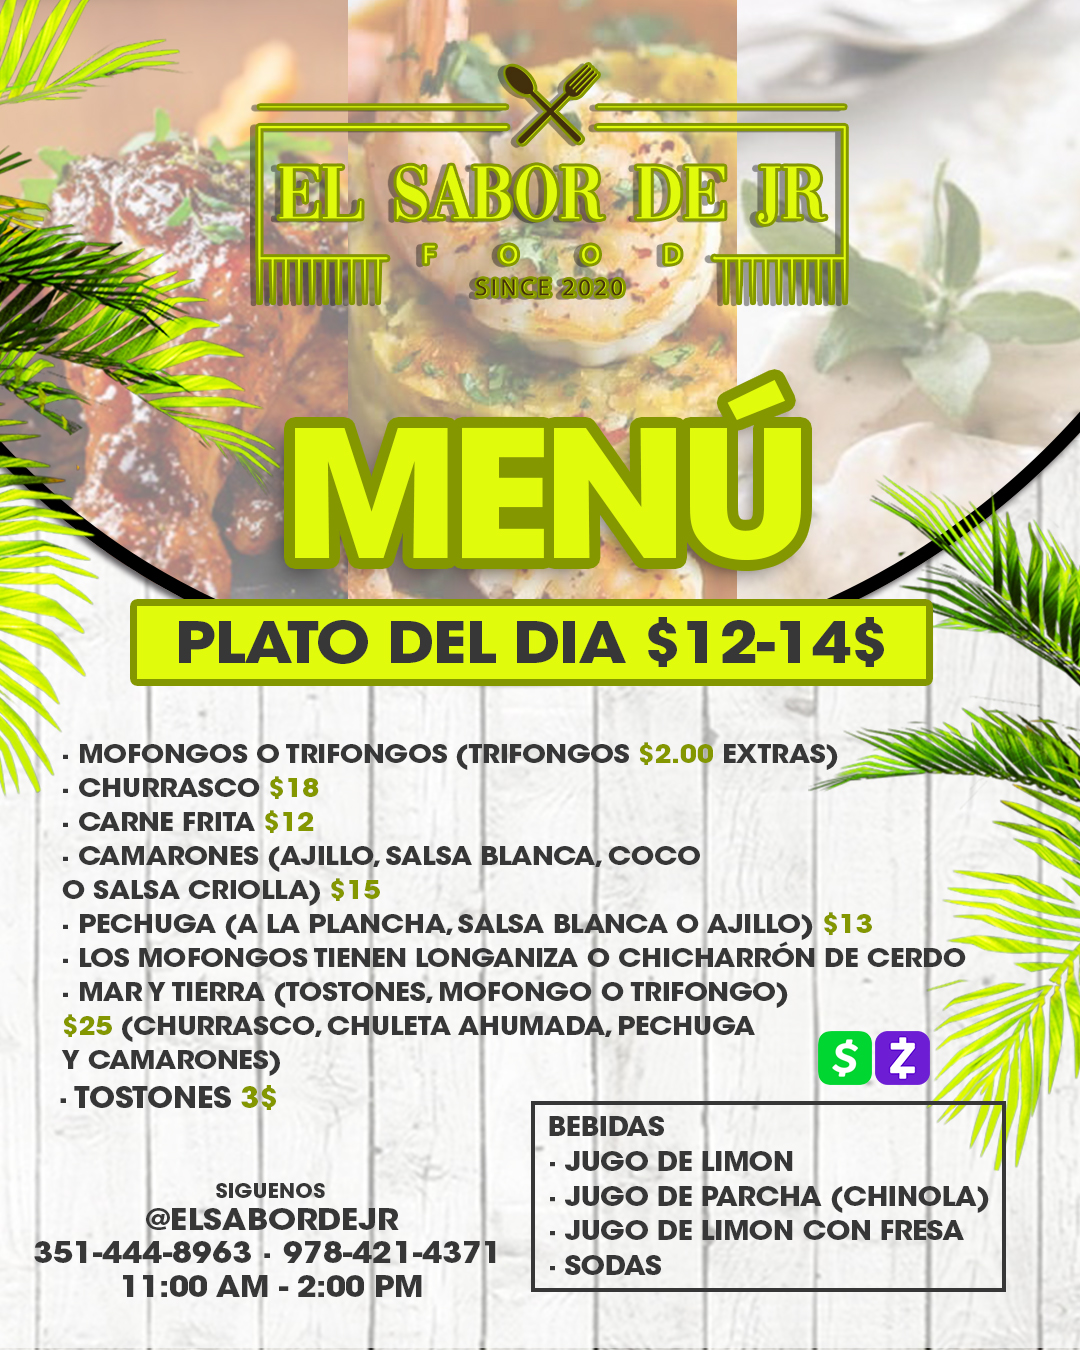 EL SABOR DE JR
FOOD
SINCE 2020
MENÚ
PLATO DEL DIA $12-14$
· MOFONGOS O TRIFONGOS (TRIFONGOS $2.00 EXTRAS)
· CHURRASCO $18
· CARNE FRITA $12
· CAMARONES (AJILLO, SALSA BLANCA, COCO
O SALSA CRIOLLA) $15
· PECHUGA (A LA PLANCHA, SALSA BLANCA O AJILLO) $13
· LOS MOFONGOS TIENEN LONGANIZA O CHICHARRÓN DE CERDO
· MAR Y TIERRA (TOSTONES, MOFONGO O TRIFONGO)
$25 (CHURRASCO, CHULETA AHUMADA, PECHUGA
Y CAMARONES)
· TOSTONES 3$
$ Z
BEBIDAS
· JUGO DE LIMON
· JUGO DE PARCHA (CHINOLA)
· JUGO DE LIMON CON FRESA
· SODAS
SIGUENOS
@ELSABORDEJR
351-444-8963 · 978-421-4371
11:00 AM - 2:00 PM